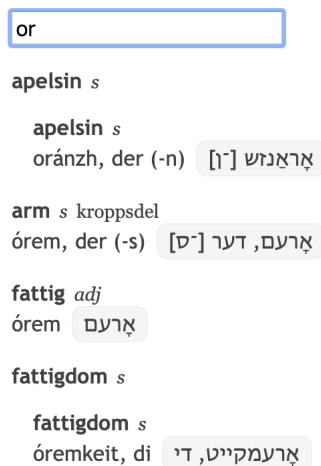 or
apelsin s
apelsin s
oránzh, der (-n) אָראַנזש [־ן]
arm s kroppsdel
órem, der (-s) אָרעם, דער [־ס]
fattig adj
órem אָרעם
fattigdom s
fattigdom s
óremkeit, di אָרעמקייט, די